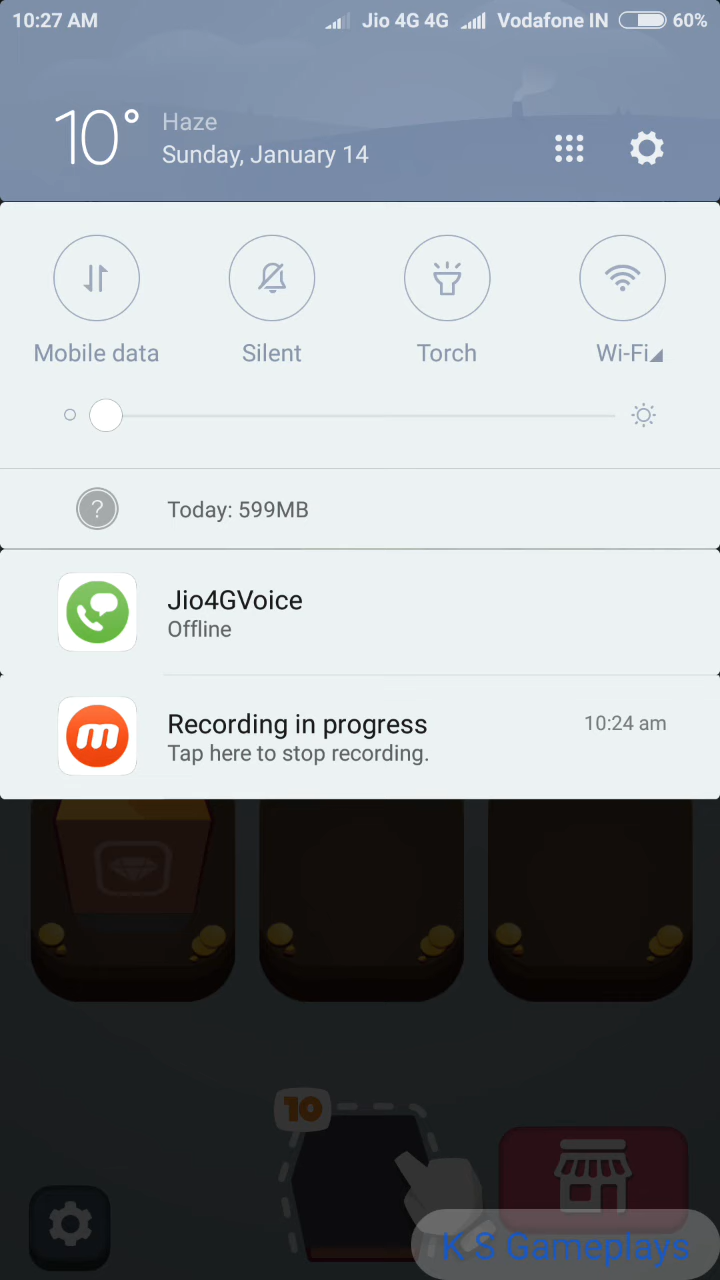 10:27 AM Jio 4G 4G Vodafone IN 60%
10° Haze
Sunday, January 14
Mobile data Silent Torch Wi-Fi
? Today: 599MB
Jio4GVoice
Offline
m Recording in progress 10:24 am
Tap here to stop recording.
10
K S Gameplays